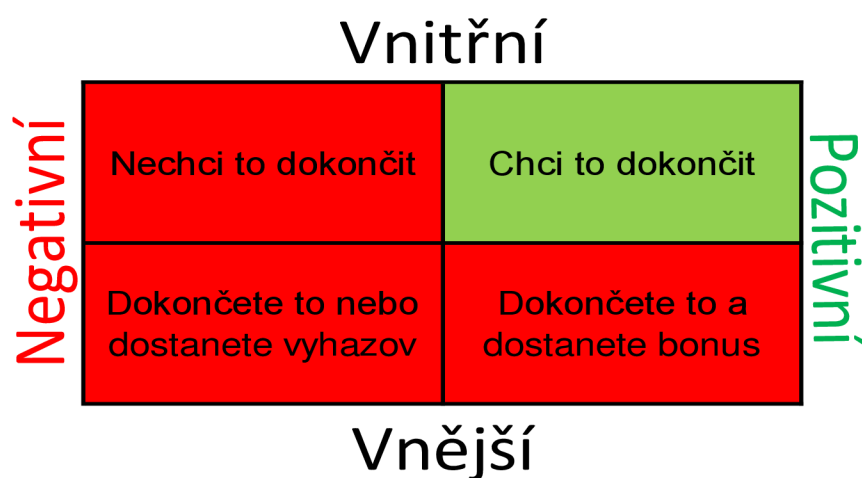 Vnitřní
Negativní
Nechci to dokončit
Chci to dokončit
Pozitivní
Dokončete to nebo
dostanete vyhazov
Dokončete to a
dostanete bonus
Vnější